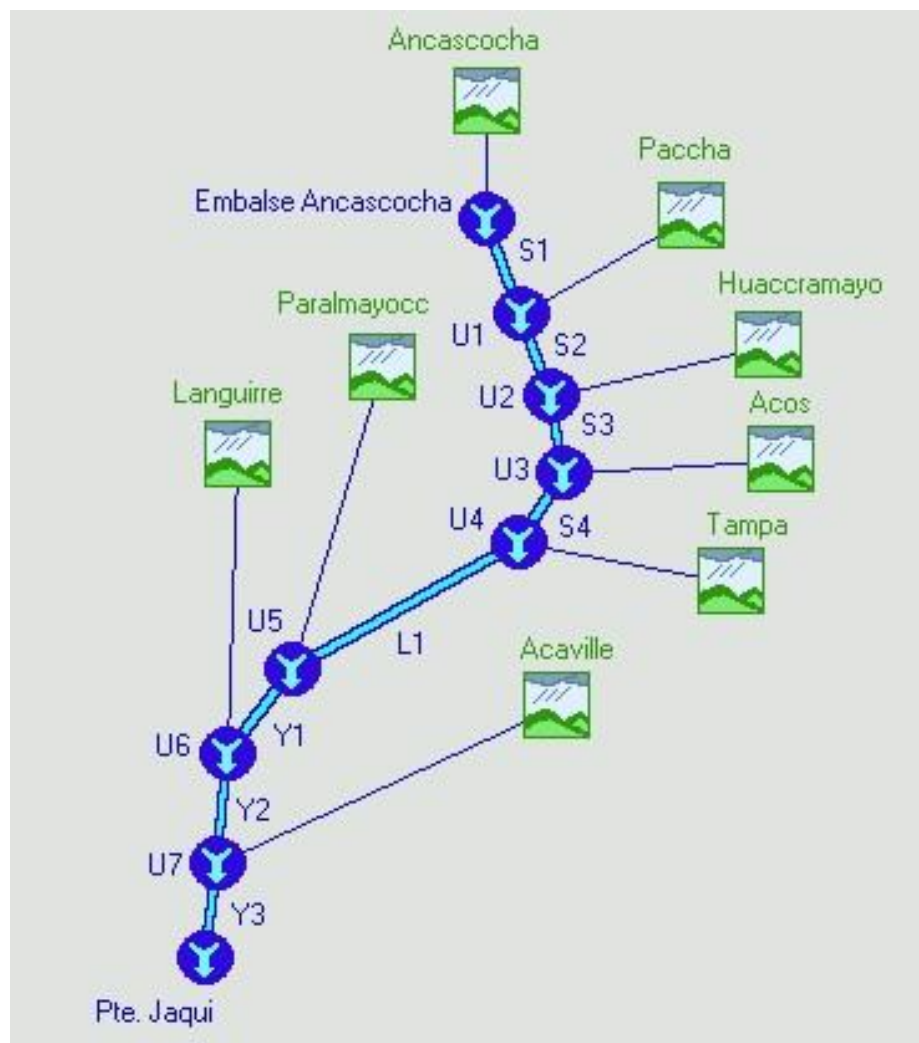 Ancascocha
Paccha
Embalse Ancascocha
S1
Huaccramayo
Paralmayocc
U1
S2
Languirre
U2
S3
Acos
U3
U4
S4
Tampa
U5
L1
Acaville
U6
Y1
Y2
U7
Y3
Pte. Jaqui